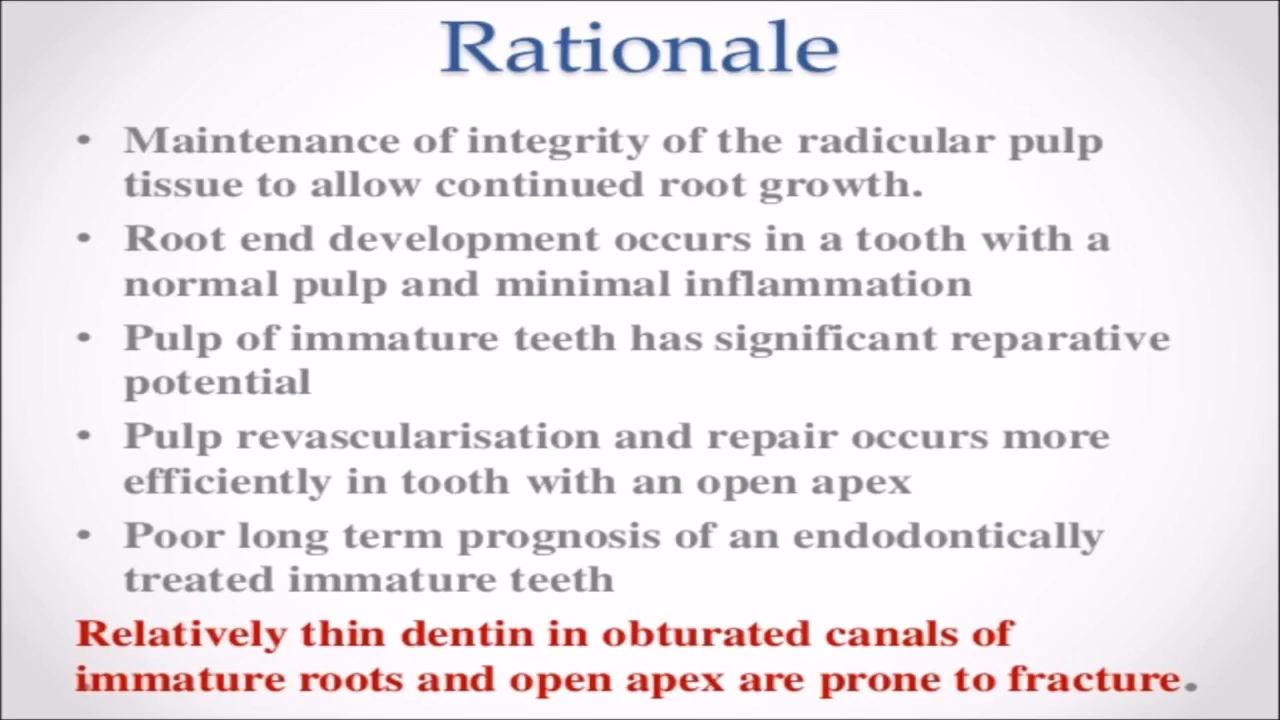 Rationale
• Maintenance of integrity of the radicular pulp
tissue to allow continued root growth.
• Root end development occurs in a tooth with a
normal pulp and minimal inflammation
• Pulp of immature teeth has significant reparative
potential
• Pulp revascularisation and repair occurs more
efficiently in tooth with an open apex
• Poor long term prognosis of an endodontically
treated immature teeth
Relatively thin dentin in obturated canals of
immature roots and open apex are prone to fracture.